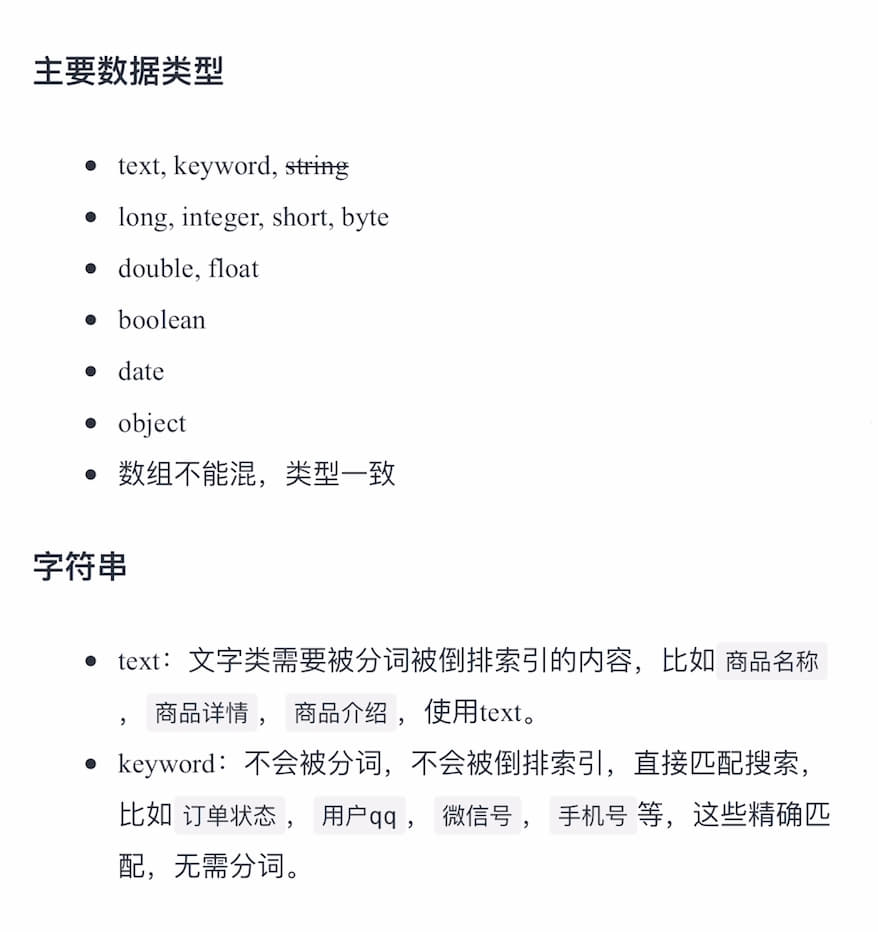 主要数据类型
text, keyword, string
long, integer, short, byte
double, float
boolean
date
object
数组不能混，类型一致
字符串
text：文字类需要被分词被倒排索引的内容，比如 商品名称
，商品详情，商品介绍，使用text。
keyword：不会被分词，不会被倒排索引，直接匹配搜索，
比如 订单状态，用户qq，微信号，手机号 等，这些精确匹
配，无需分词。